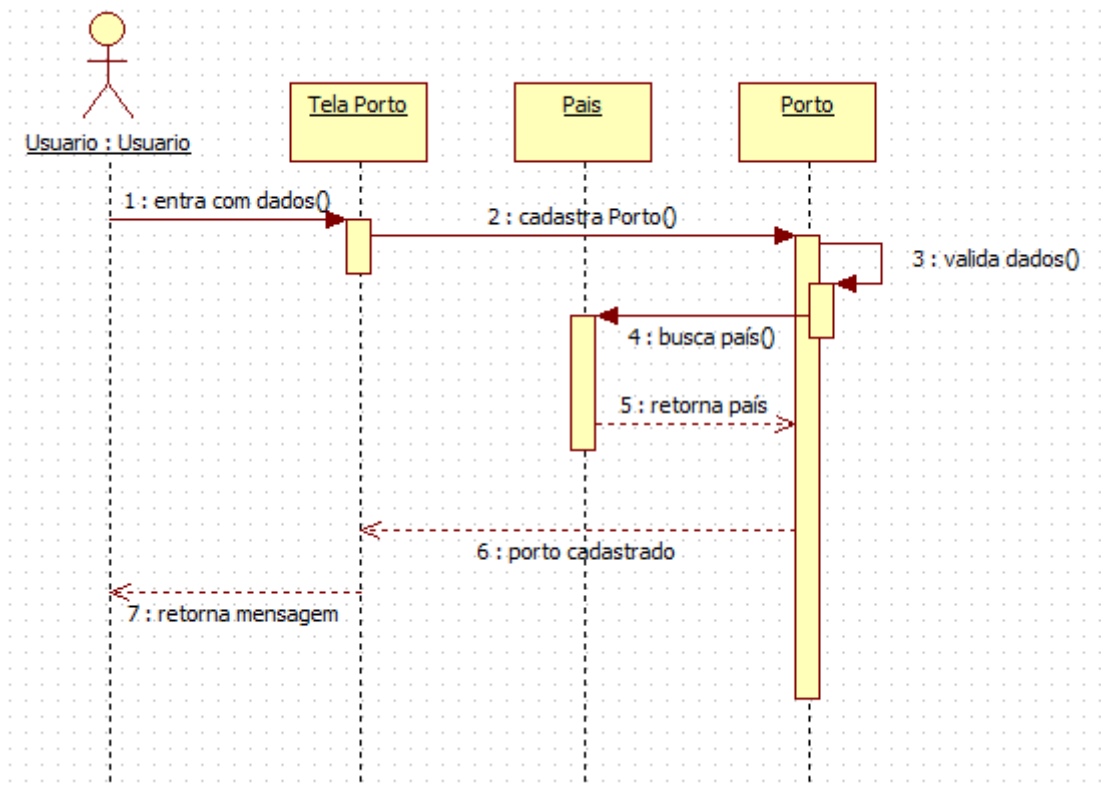 Usuario : Usuario
Tela Porto
Pais
Porto
1 : entra com dados()
2 : cadastra Porto()
3 : valida dados()
4 : busca país()
5 : retorna país
6 : porto cadastrado
7 : retorna mensagem